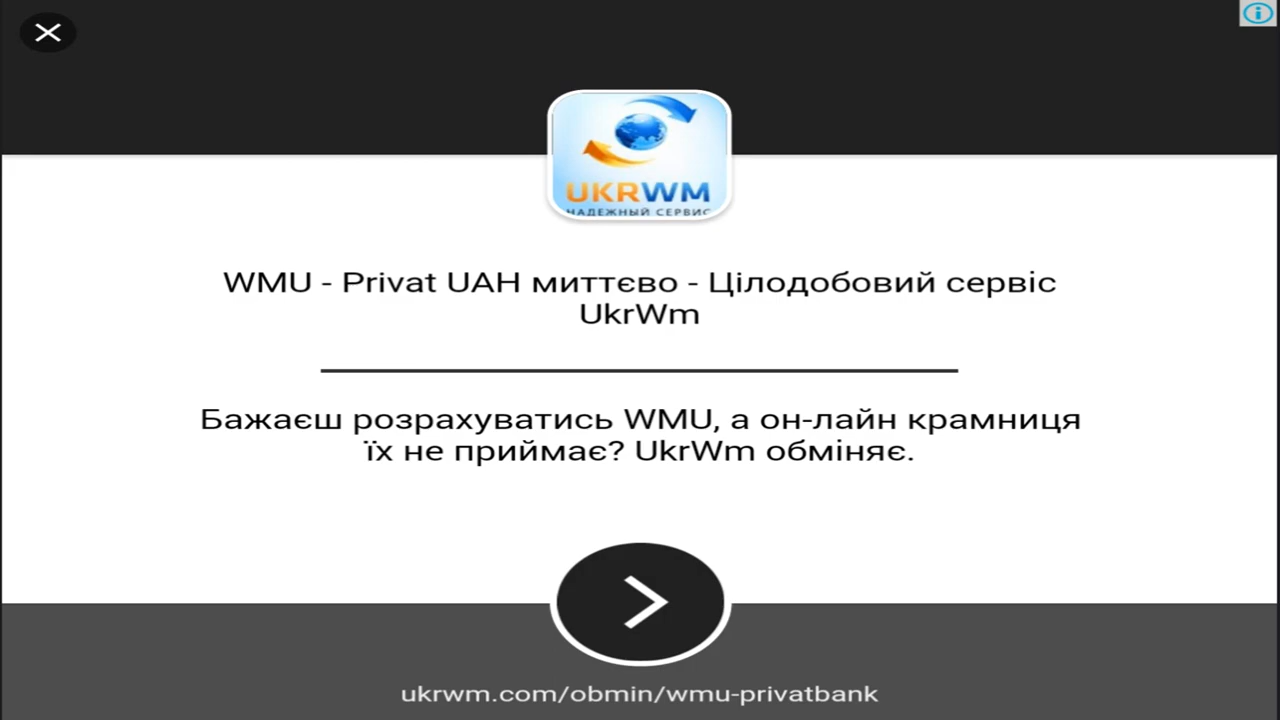 UKRWM
НАДЕЖНЫЙ СЕРВИС
WMU - Privat UAH миттєво - Цілодобовий сервіс
UkrWm
Бажаєш розрахуватись WMU, а он-лайн крамниця
їх не приймає? UkrWm обміняє.
ukrwm.com/obmin/wmu-privatbank